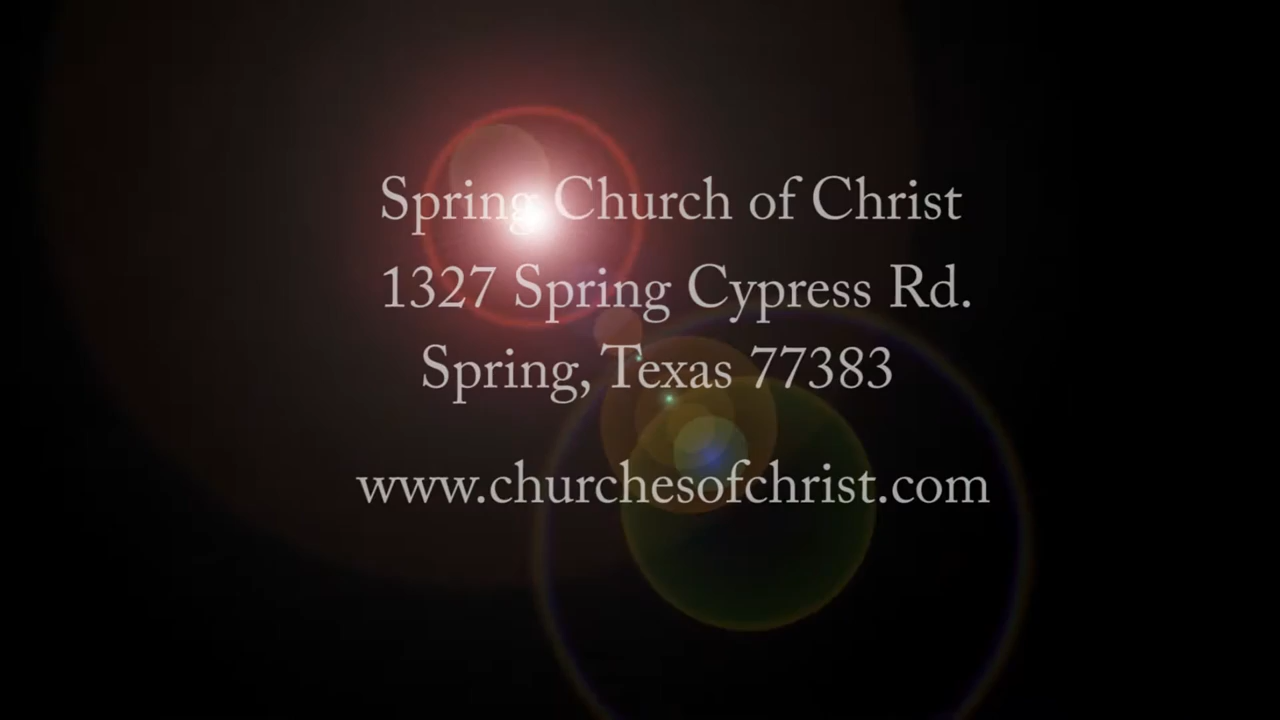 Spring Church of Christ
1327 Spring Cypress Rd.
Spring, Texas 77383
www.churchesofchrist.com